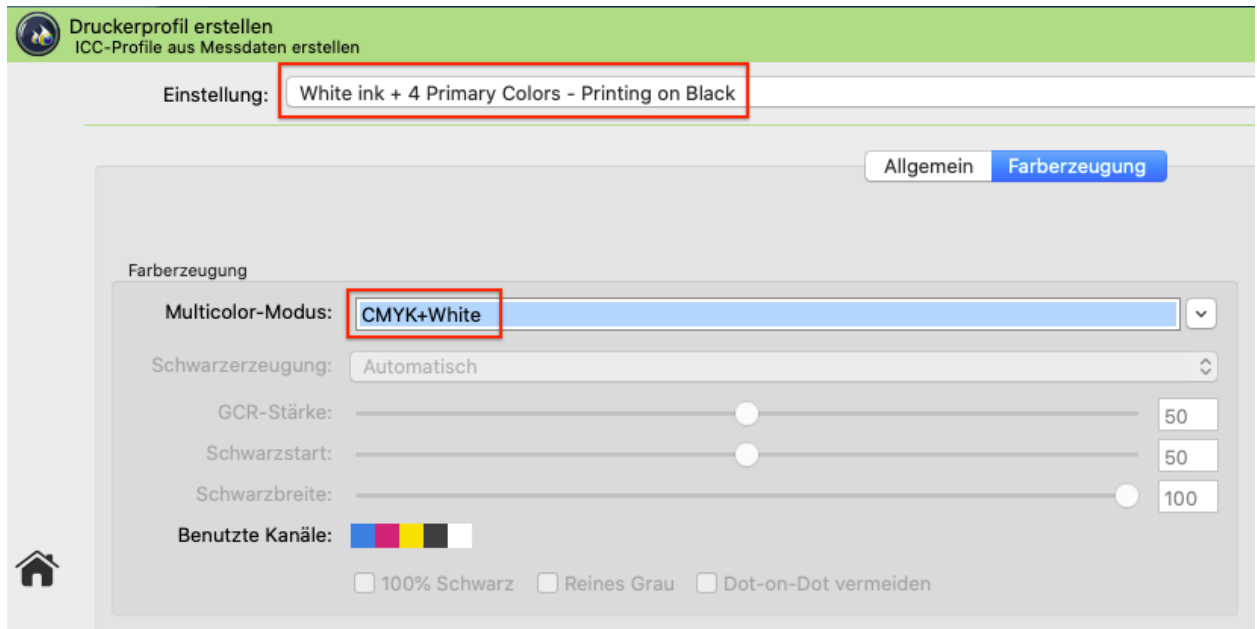 Druckerprofil erstellen
ICC-Profile aus Messdaten erstellen
Einstellung: White ink + 4 Primary Colors - Printing on Black
Allgemein Farberzeugung
Farberzeugung
Multicolor-Modus: CMYK+White
Schwarzerzeugung: Automatisch
GCR-Stärke: 50
Schwarzstart: 50
Schwarzbreite: 100
Benutzte Kanäle:
100% Schwarz Reines Grau Dot-on-Dot vermeiden